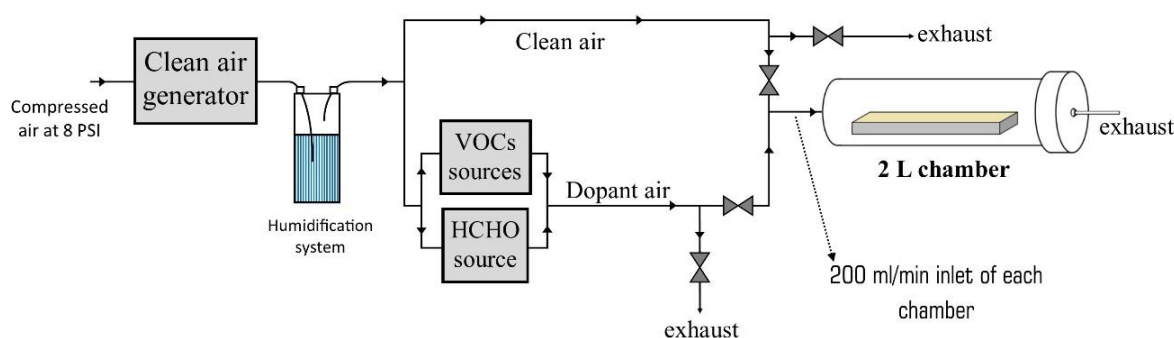 Compressed
air at 8 PSI
Clean air
generator
Humidification
system
Clean air
VOCs
sources
HCHO
source
Dopant air
exhaust
exhaust
exhaust
2 L chamber
200 ml/min inlet of each
chamber